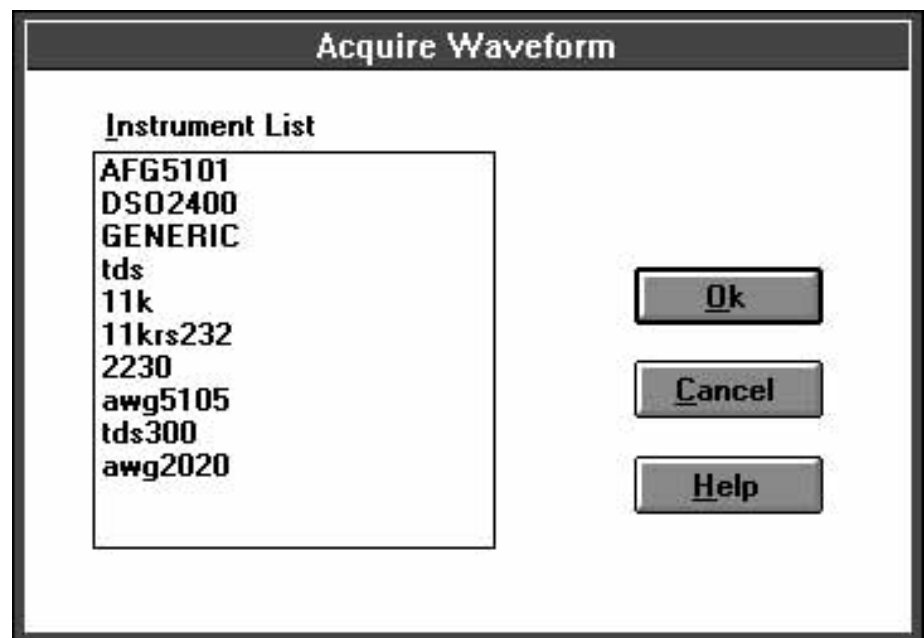 Acquire Waveform
Instrument List
AFG5101
DSO2400
GENERIC
tds
11k
11krs232
2230
awg5105
tds300
awg2020
Ok
Cancel
Help